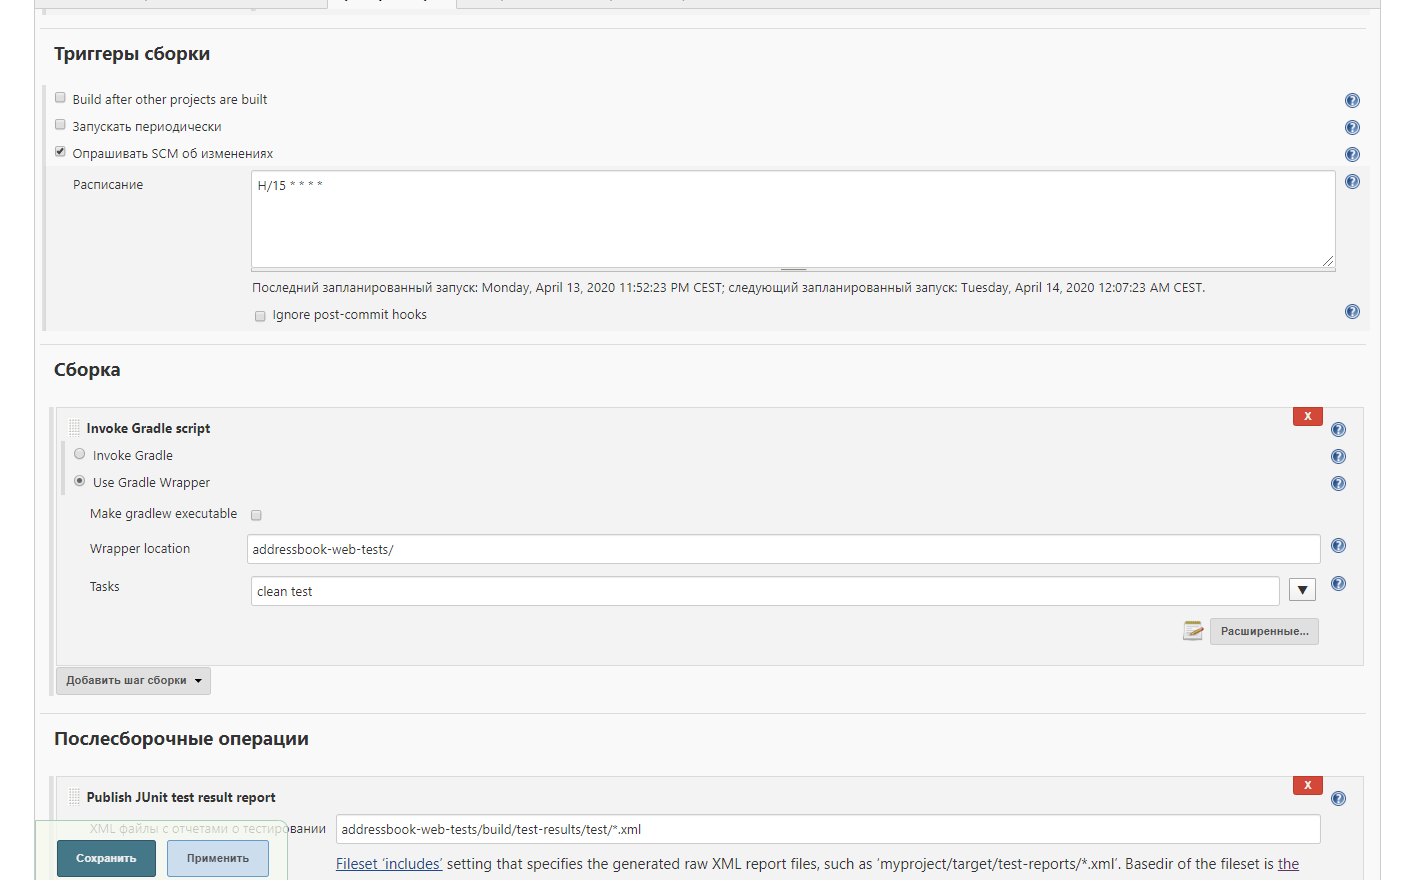 Триггеры сборки
Build after other projects are built
Запускать периодически
Опрашивать SCM об изменениях
Расписание
H/15 * * * *
Последний запланированный запуск: Monday, April 13, 2020 11:52:23 PM CEST; следующий запланированный запуск: Tuesday, April 14, 2020 12:07:23 AM CEST.
Ignore post-commit hooks
Сборка
X
Invoke Gradle script
Invoke Gradle
Use Gradle Wrapper
Make gradlew executable
Wrapper location
addressbook-web-tests/
Tasks
clean test
▼
Расширенные...
Добавить шаг сборки
Послесборочные операции
X
Publish JUnit test result report
XML файлы с отчетами о тестировании
addressbook-web-tests/build/test-results/test/*.xml
Fileset ‘includes’ setting that specifies the generated raw XML report files, such as ‘myproject/target/test-reports/*.xml’. Basedir of the fileset is the
Сохранить
Применить